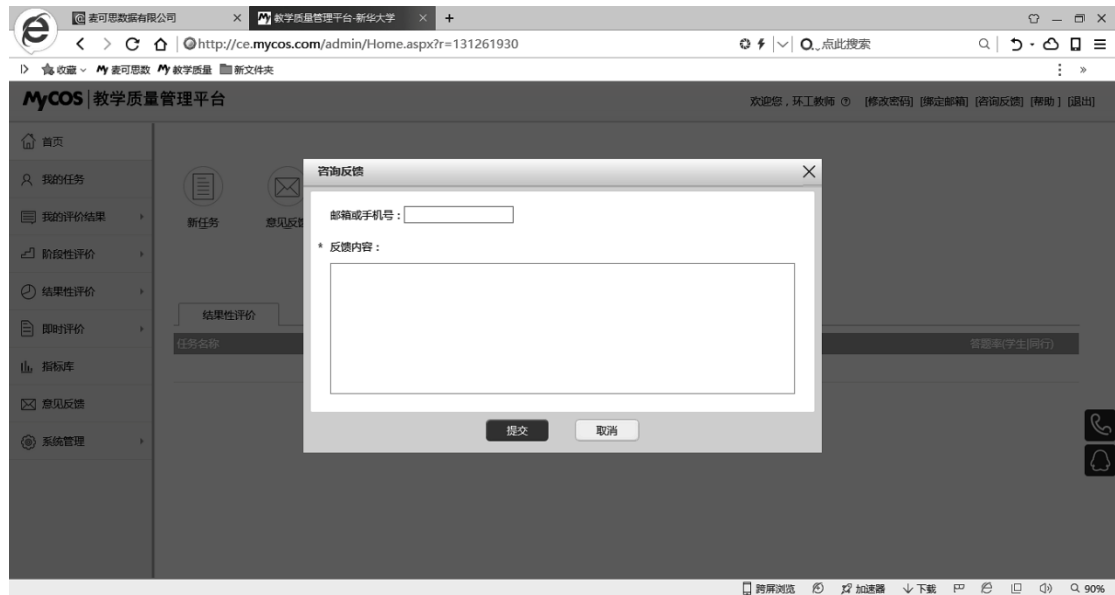 麦可思数据有限公司
教学质量管理平台-新华大学
http://ce.mycos.com/admin/Home.aspx?r=131261930
点此搜索
收藏
麦可思数
教学质量
新文件夹
MyCOS 教学质量管理平台
欢迎您，环工教师 [修改密码] [绑定邮箱] [咨询反馈] [帮助] [退出]
首页
我的任务
我的评价结果
阶段性评价
结果性评价
即时评价
指标库
意见反馈
系统管理
新任务
意见反馈
结果性评价
任务名称
答题率(学生|同行)
咨询反馈
邮箱或手机号：
* 反馈内容：
提交
取消
跨屏浏览
加速器
下载
90%